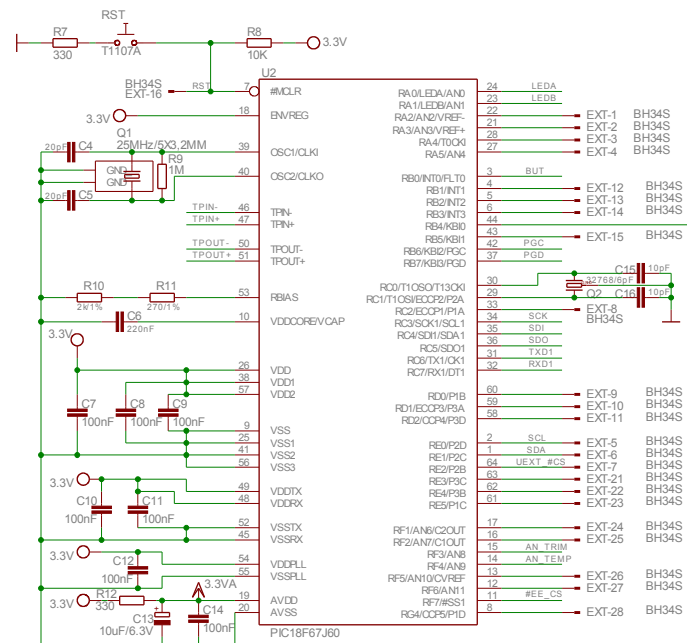 RST
R7
330
T1107A
R8
10K
3.3V
BH34S
EXT-16
RST
U2
7 #MCLR
3.3V
18 ENVREG
Q1
25MHz/5X3,2MM
20pF C4
GND
GND
R9
1M
20pF C5
39 OSC1/CLKI
40 OSC2/CLKO
TPIN- 46 TPIN-
TPIN+ 47 TPIN+
TPOUT- 50 TPOUT-
TPOUT+ 51 TPOUT+
R10
2k/1%
R11
270/1%
53 RBIAS
C6
220nF
10 VDDCORE/VCAP
3.3V
26 VDD
38 VDD1
57 VDD2
C7
100nF
C8
100nF
C9
100nF
9 VSS
25 VSS1
41 VSS2
56 VSS3
3.3V
49 VDDTX
48 VDDRX
C10
100nF
C11
100nF
52 VSSTX
45 VSSRX
3.3V
54 VDDPLL
C12
100nF
55 VSSPLL
3.3VA
3.3V
R12
330
19 AVDD
20 AVSS
C13
10uF/6.3V
C14
100nF
PIC18F67J60
RA0/LEDA/AN0 24 LEDA
RA1/LEDB/AN1 23 LEDB
RA2/AN2/VREF- 22 EXT-1 BH34S
RA3/AN3/VREF+ 21 EXT-2 BH34S
RA4/T0CKI 28 EXT-3 BH34S
RA5/AN4 27 EXT-4 BH34S
RB0/INT0/FLT0 3 BUT
RB1/INT1 4 EXT-12 BH34S
RB2/INT2 5 EXT-13 BH34S
RB3/INT3 6 EXT-14 BH34S
RB4/KBI0 44
RB5/KBI1 43 EXT-15 BH34S
RB6/KBI2/PGC 42 PGC
RB7/KBI3/PGD 37 PGD
RC0/T1OSO/T13CKI 30
RC1/T1OSI/ECCP2/P2A 29
C15 10pF
32768/6pF
Q2 C16 10pF
RC2/ECCP1/P1A 33 EXT-8
BH34S
RC3/SCK1/SCL1 34 SCK
RC4/SDI1/SDA1 35 SDI
RC5/SDO1 36 SDO
RC6/TX1/CK1 31 TXD1
RC7/RX1/DT1 32 RXD1
RD0/P1B 60 EXT-9 BH34S
RD1/ECCP3/P3A 59 EXT-10 BH34S
RD2/CCP4/P3D 58 EXT-11 BH34S
RE0/P2D 2 SCL EXT-5 BH34S
RE1/P2C 1 SDA EXT-6 BH34S
RE2/P2B 64 UEXT_#CS EXT-7 BH34S
RE3/P3C 63 EXT-21 BH34S
RE4/P3B 62 EXT-22 BH34S
RE5/P1C 61 EXT-23 BH34S
RF1/AN6/C2OUT 17 EXT-24 BH34S
RF2/AN7/C1OUT 16 EXT-25 BH34S
RF3/AN8 15 AN_TRIM
RF4/AN9 14 AN_TEMP
RF5/AN10/CVREF 13 EXT-26 BH34S
RF6/AN11 12 EXT-27 BH34S
RF7/#SS1 11 #EE_CS
RG4/CCP5/P1D 8 EXT-28 BH34S